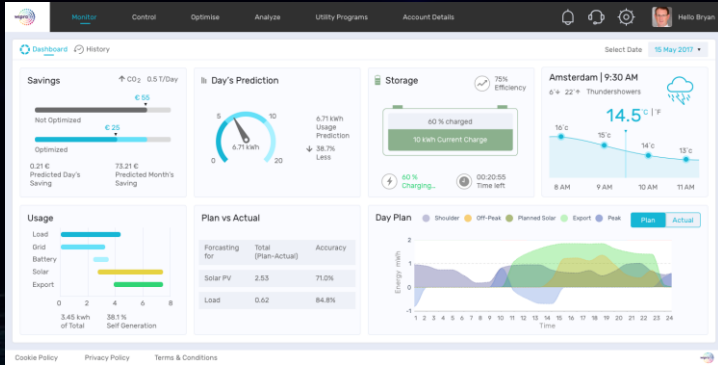 wipro
Monitor Control Optimise Analyze Utility Programs Account Details Hello Bryan
Dashboard History Select Date 15 May 2017
Savings ↑ CO2 0.5 T/Day
€ 55
Not Optimized
€ 25
Optimized
0.21 € Predicted Day's Saving
73.21 € Predicted Month's Saving
Day's Prediction
5 10
0 20
6.71 kWh
6.71 kWh Usage Prediction
↓ 38.7% Less
Storage
75% Efficiency
60 % charged
10 kWh Current Charge
60 % Charging...
00:20:55 Time left
Amsterdam | 9:30 AM
6° 22° Thundershowers
14.5°C | °F
16°c 15°c 14°c 13°c
8 AM 9 AM 10 AM 11 AM
Usage
Load
Grid
Battery
Solar
Export
0 2 4 6 8
3.45 kwh of Total
38.1 % Self Generation
Plan vs Actual
Forcasting for Total (Plan-Actual) Accuracy
Solar PV 2.53 71.0%
Load 0.62 84.8%
Day Plan Shoulder Off-Peak Planned Solar Export Peak Plan Actual
Energy mWh
2
1
-1
1 2 3 4 5 6 7 8 9 10 11 12 13 14 15 16 17 18 19 20 21 22 23 24
Time
Cookie Policy Privacy Policy Terms & Conditions wipro